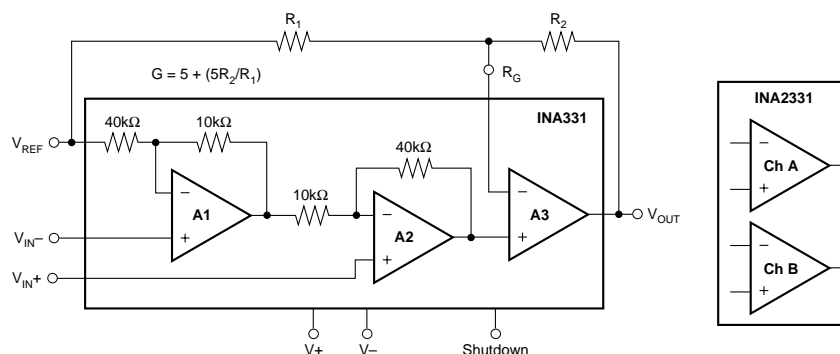 R1
R2
G = 5 + (5R2/R1)
RG
INA331
INA2331
40kΩ
10kΩ
40kΩ
VREF
Ch A
−
+
A1
10kΩ
−
+
A2
−
+
A3
VOUT
VIN−
VIN+
−
+
Ch B
−
+
V+
V−
Shutdown